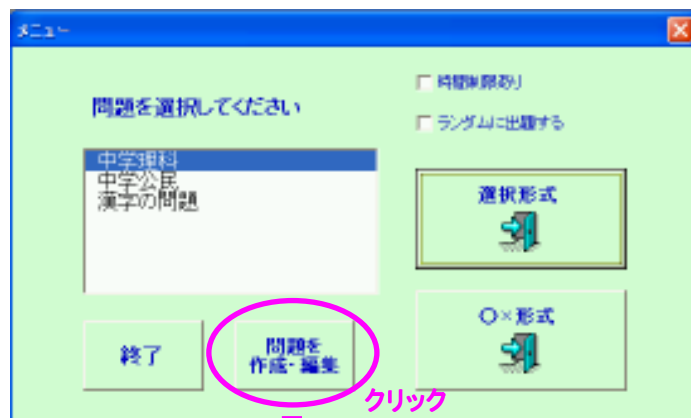 メニュー
時間制限あり
問題を選択してください
ランダムに出題する
中学理科
中学公民
漢字の問題
選択形式
〇×形式
終了
問題を
作成・編集
クリック